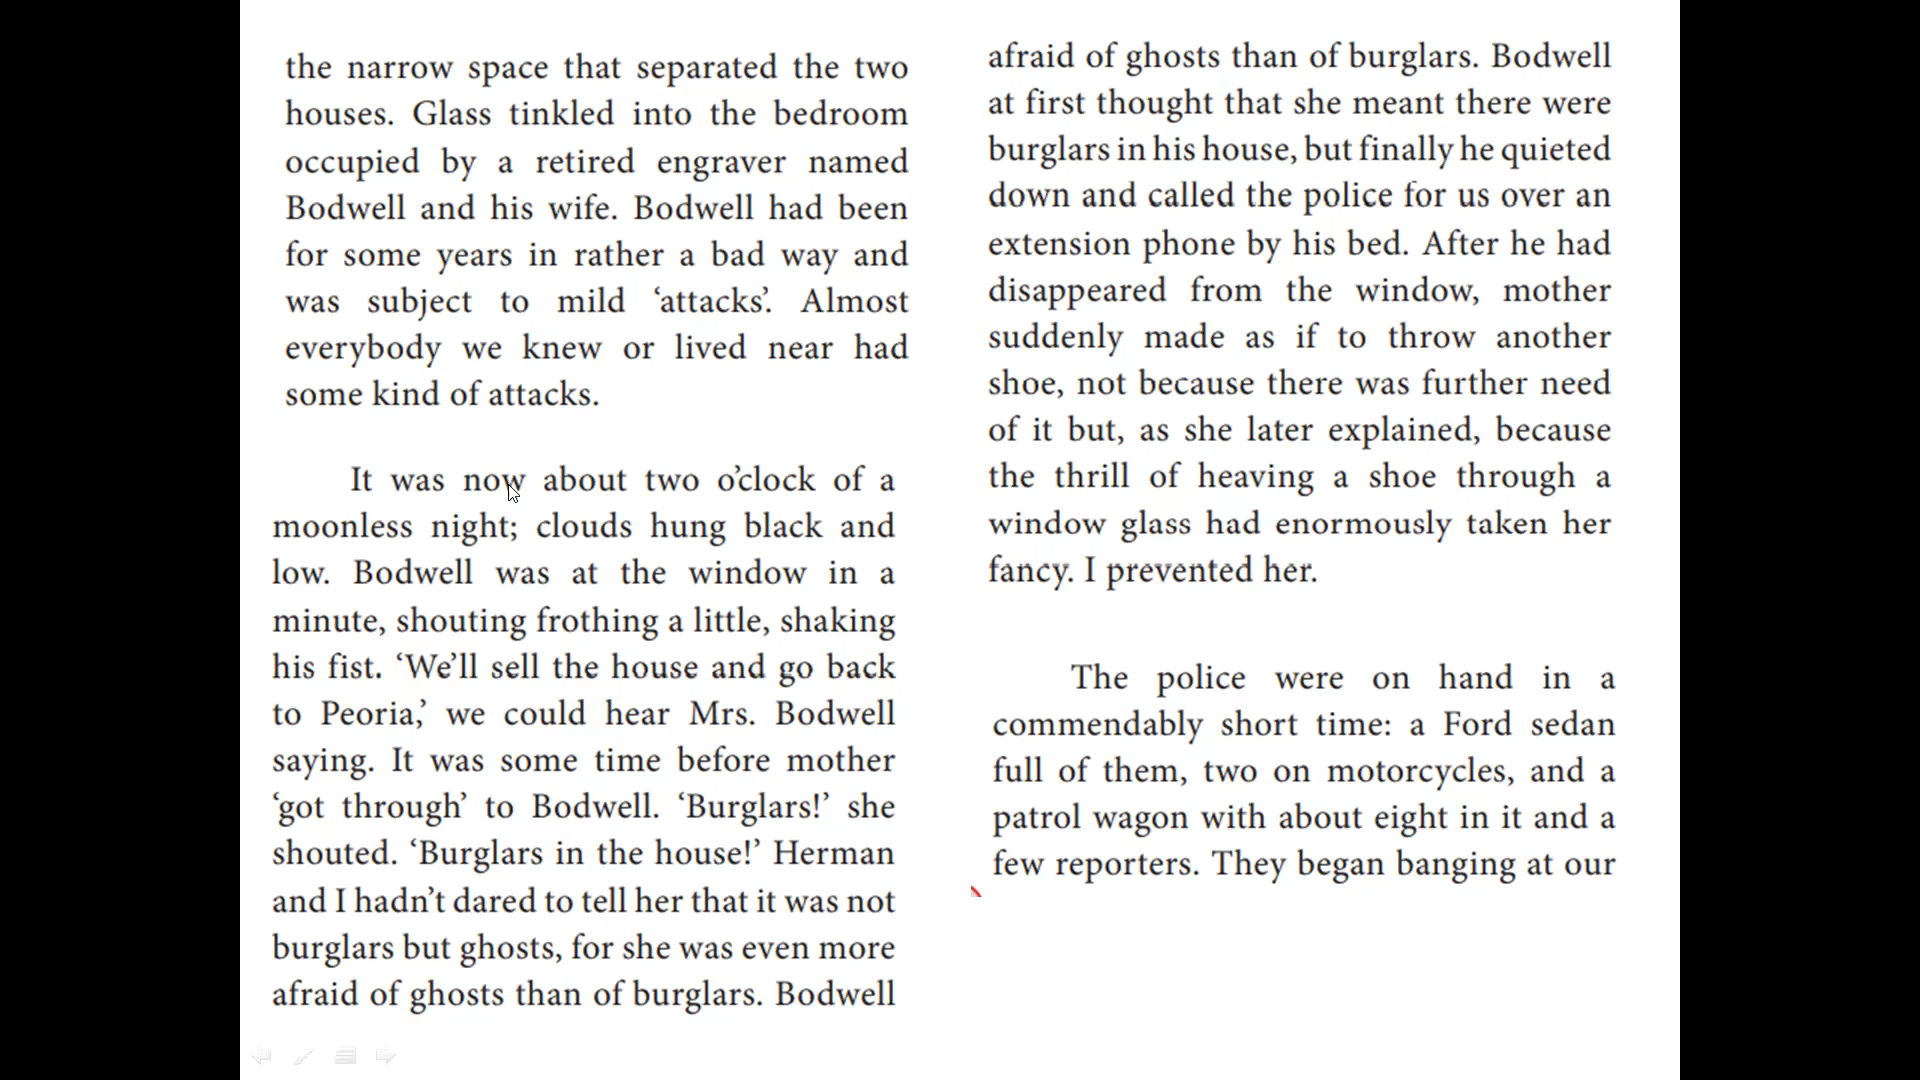 the narrow space that separated the two
houses. Glass tinkled into the bedroom
occupied by a retired engraver named
Bodwell and his wife. Bodwell had been
for some years in rather a bad way and
was subject to mild ‘attacks’. Almost
everybody we knew or lived near had
some kind of attacks.
It was now about two o’clock of a
moonless night; clouds hung black and
low. Bodwell was at the window in a
minute, shouting frothing a little, shaking
his fist. ‘We’ll sell the house and go back
to Peoria,’ we could hear Mrs. Bodwell
saying. It was some time before mother
‘got through’ to Bodwell. ‘Burglars!’ she
shouted. ‘Burglars in the house!’ Herman
and I hadn’t dared to tell her that it was not
burglars but ghosts, for she was even more
afraid of ghosts than of burglars. Bodwell
afraid of ghosts than of burglars. Bodwell
at first thought that she meant there were
burglars in his house, but finally he quieted
down and called the police for us over an
extension phone by his bed. After he had
disappeared from the window, mother
suddenly made as if to throw another
shoe, not because there was further need
of it but, as she later explained, because
the thrill of heaving a shoe through a
window glass had enormously taken her
fancy. I prevented her.
The police were on hand in a
commendably short time: a Ford sedan
full of them, two on motorcycles, and a
patrol wagon with about eight in it and a
few reporters. They began banging at our